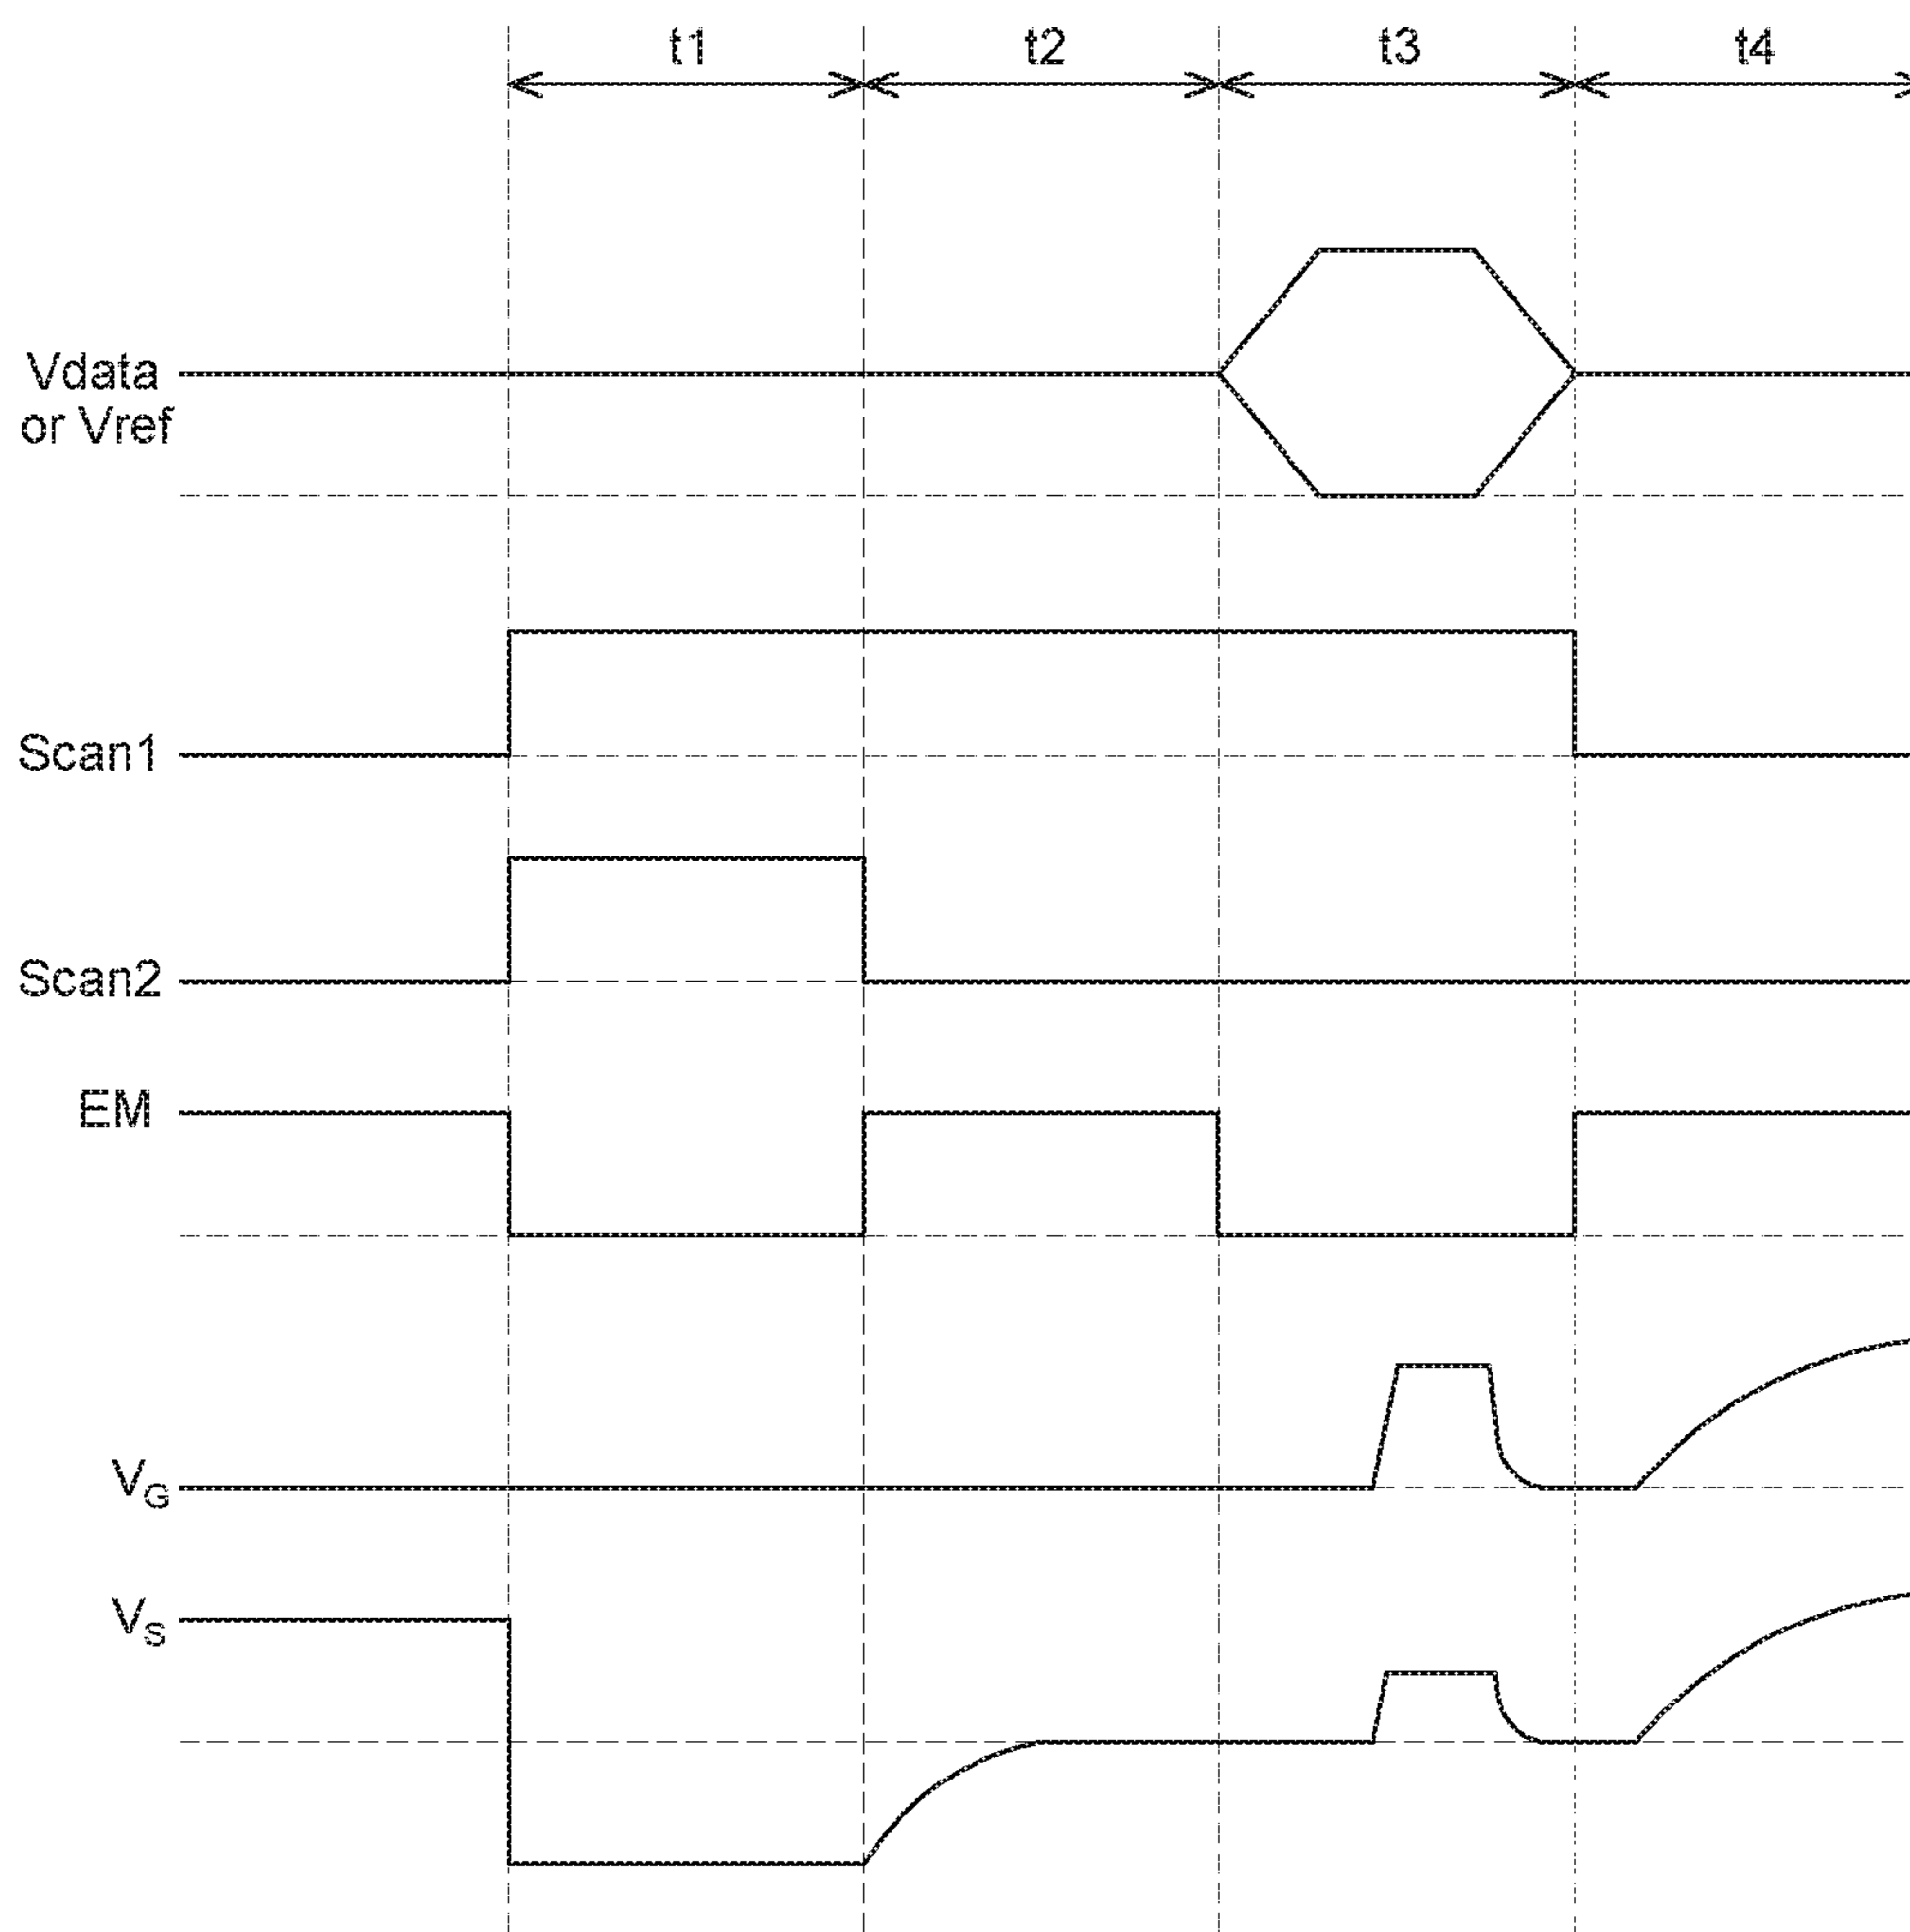 t1 t2 t3 t4
Vdata
or Vref
Scan1
Scan2
EM
VG
VS